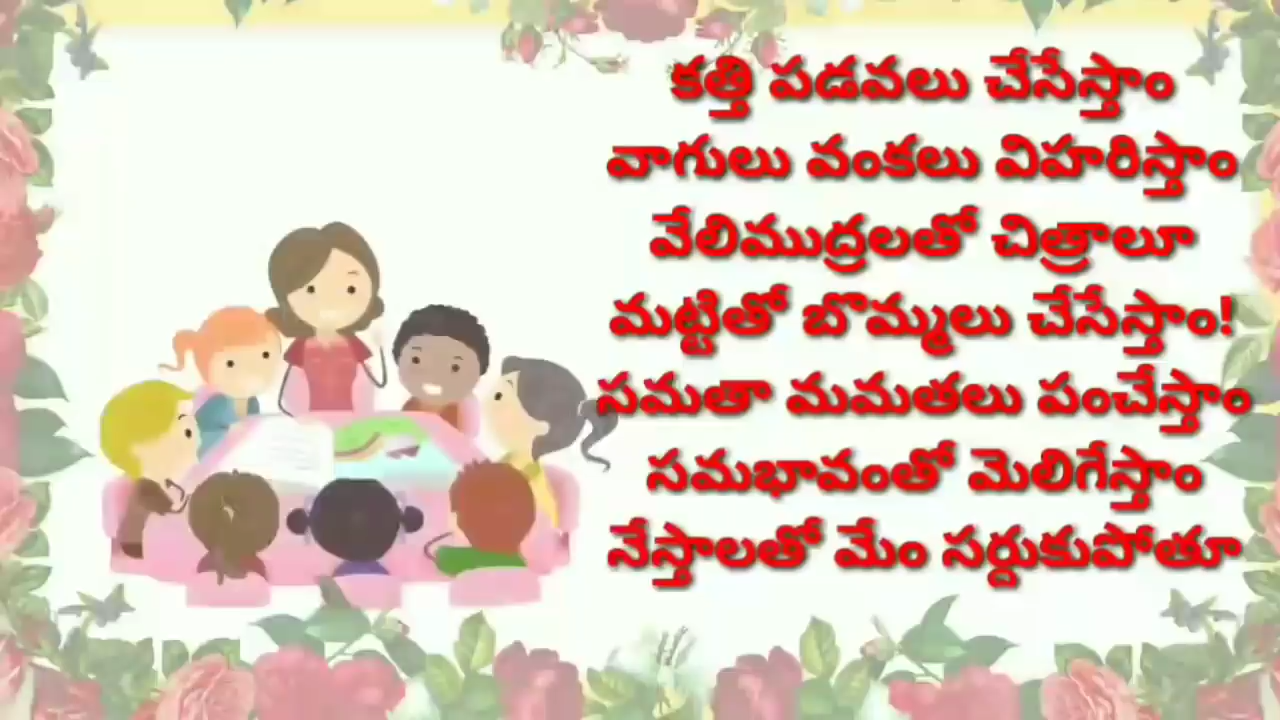 కత్తి పడవలు చేసేస్తాం
వాగులు వంకలు విహరిస్తాం
వేలిముద్రలతో చిత్రాలూ
మట్టితో బొమ్మలు చేసేస్తాం!
సమతా మమతలు పంచేస్తాం
సమభావంతో మెలిగేస్తాం
నేస్తాలతో మేం సర్దుకుపోతూ